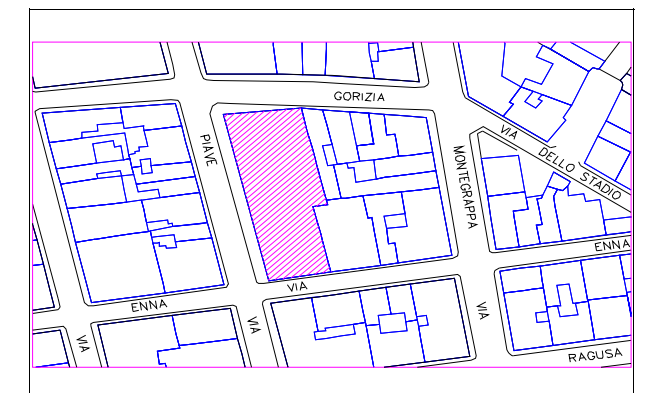 GORIZIA
VIA
DELLO STADIO
PIAVE
MONTEGRAPPA
ENNA
VIA
ENNA
VIA
VIA
VIA
RAGUSA